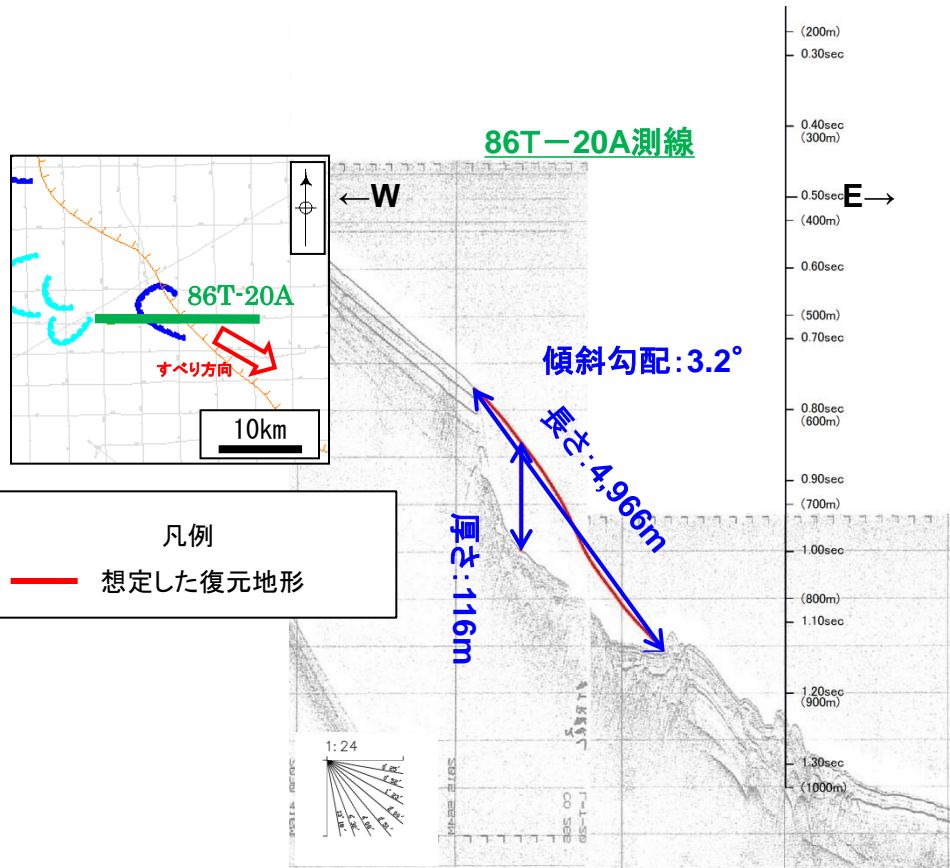 86T－20A測線
←W
E→
(200m)
0.30sec
0.40sec
(300m)
0.50sec
(400m)
0.60sec
(500m)
0.70sec
0.80sec
(600m)
0.90sec
(700m)
1.00sec
(800m)
1.10sec
1.20sec
(900m)
1.30sec
(1000m)
86T-20A
すべり方向
10km
傾斜勾配：3.2°
長さ：4,966m
厚さ：116m
凡例
想定した復元地形
1:24